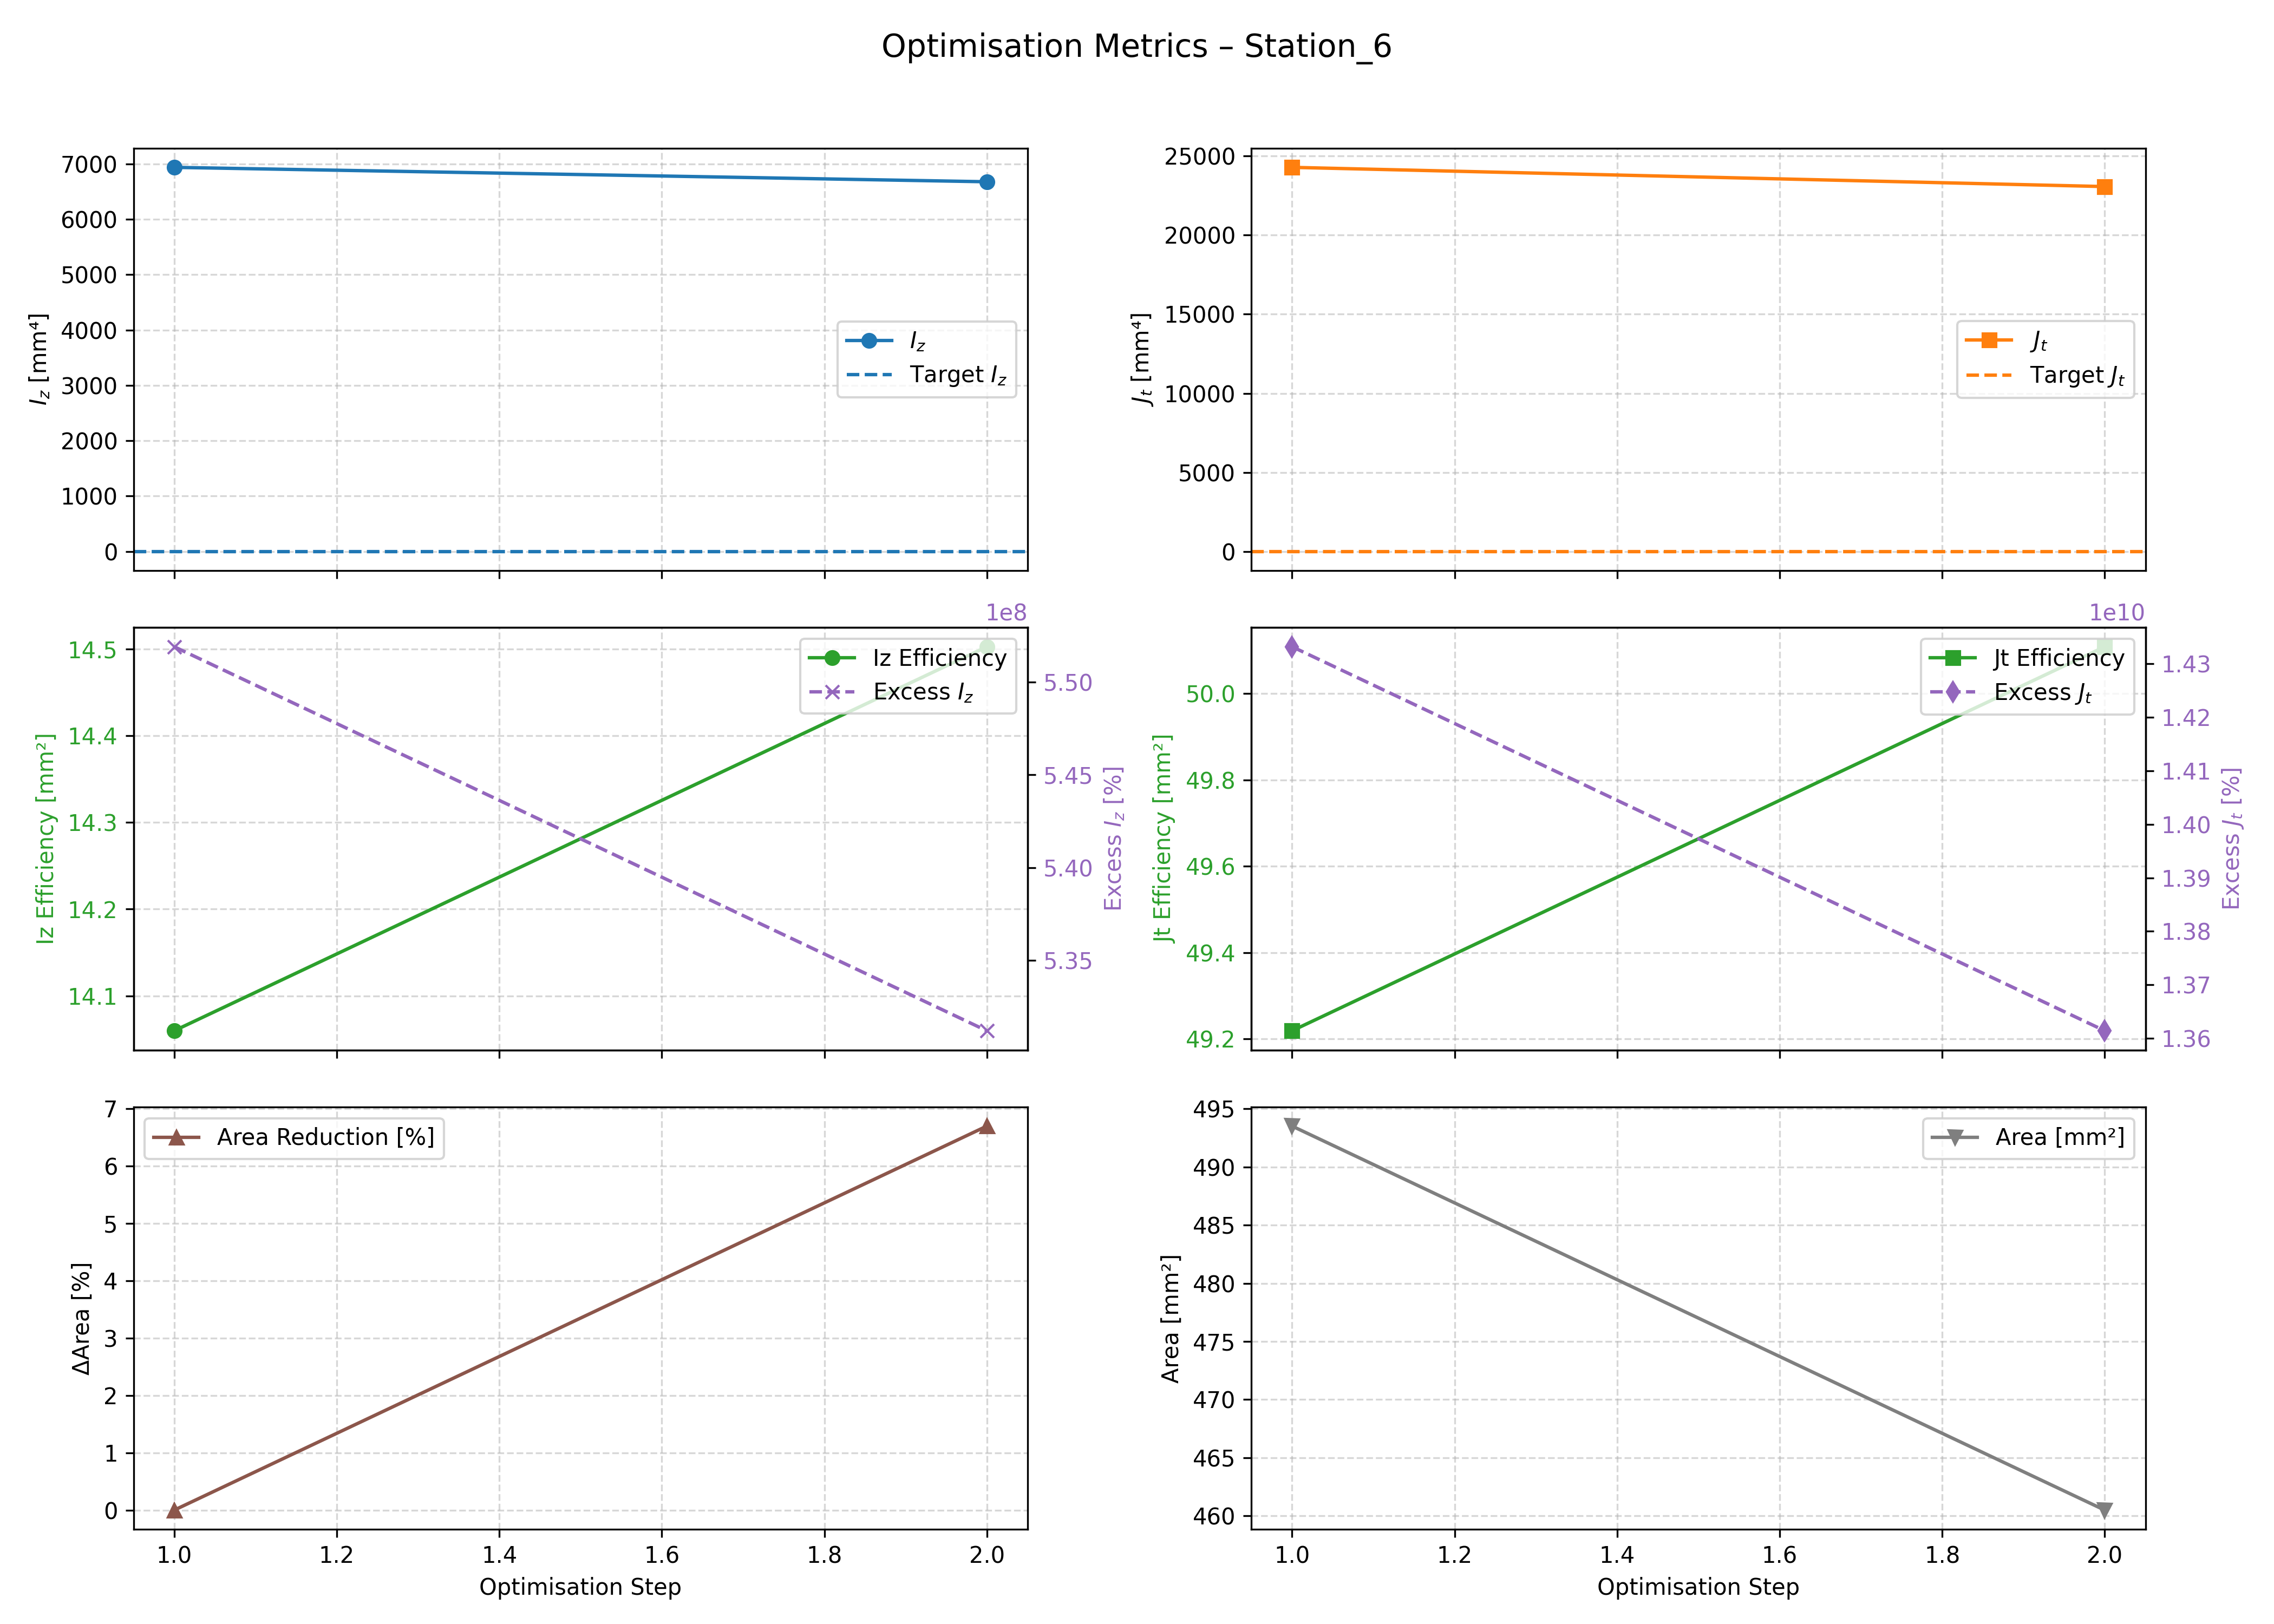 Optimisation Metrics – Station_6
7000
6000
5000
4000
3000
2000
1000
0
I_z [mm⁴]
I_z
Target I_z
25000
20000
15000
10000
5000
0
J_t [mm⁴]
J_t
Target J_t
1e8
14.5
14.4
14.3
14.2
14.1
Iz Efficiency [mm²]
Iz Efficiency
Excess I_z
5.50
5.45
5.40
5.35
Excess I_z [%]
1e10
50.0
49.8
49.6
49.4
49.2
Jt Efficiency [mm²]
Jt Efficiency
Excess J_t
1.43
1.42
1.41
1.40
1.39
1.38
1.37
1.36
Excess J_t [%]
7
6
5
4
3
2
1
0
ΔArea [%]
Area Reduction [%]
1.0 1.2 1.4 1.6 1.8 2.0
Optimisation Step
495
490
485
480
475
470
465
460
Area [mm²]
Area [mm²]
1.0 1.2 1.4 1.6 1.8 2.0
Optimisation Step